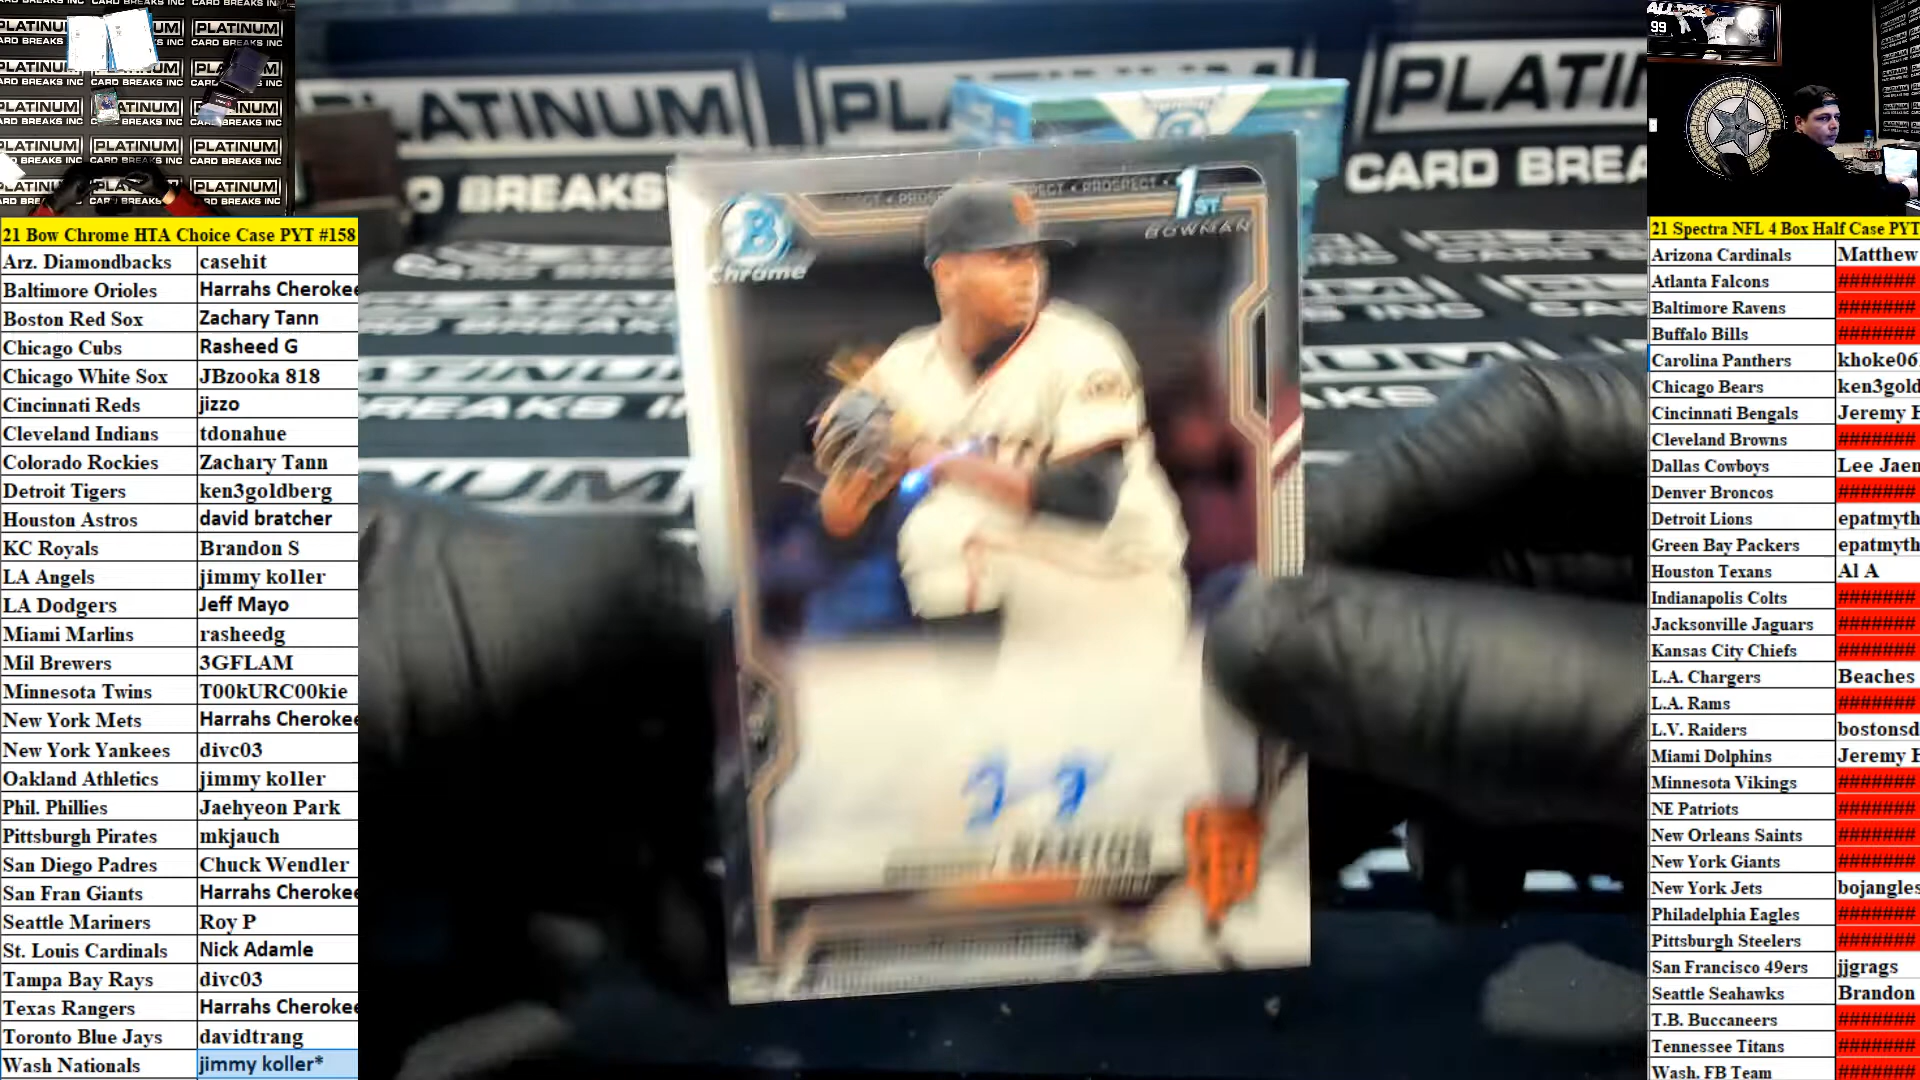 PLATINUM
CARD BREAKS INC
99
21 Bow Chrome HTA Choice Case PYT #158
Arz. Diamondbacks casehit
Baltimore Orioles Harrahs Cherokee
Boston Red Sox Zachary Tann
Chicago Cubs Rasheed G
Chicago White Sox JBzooka 818
Cincinnati Reds jizzo
Cleveland Indians tdonahue
Colorado Rockies Zachary Tann
Detroit Tigers ken3goldberg
Houston Astros david bratcher
KC Royals Brandon S
LA Angels jimmy koller
LA Dodgers Jeff Mayo
Miami Marlins rasheedg
Mil Brewers 3GFLAM
Minnesota Twins T00kURC00kie
New York Mets Harrahs Cherokee
New York Yankees divc03
Oakland Athletics jimmy koller
Phil. Phillies Jaehyeon Park
Pittsburgh Pirates mkjauch
San Diego Padres Chuck Wendler
San Fran Giants Harrahs Cherokee
Seattle Mariners Roy P
St. Louis Cardinals Nick Adamle
Tampa Bay Rays divc03
Texas Rangers Harrahs Cherokee
Toronto Blue Jays davidtrang
Wash Nationals jimmy koller*
ATINUM PL PLATI
D BREAKS CARD BREA
B
Chrome
PROSPECT
1ST
BOWMAN
SANTOS
21 Spectra NFL 4 Box Half Case PYT
Arizona Cardinals Matthew
Atlanta Falcons #######
Baltimore Ravens #######
Buffalo Bills #######
Carolina Panthers khoke06
Chicago Bears ken3gold
Cincinnati Bengals Jeremy
Cleveland Browns #######
Dallas Cowboys Lee Jaen
Denver Broncos #######
Detroit Lions epatmyth
Green Bay Packers epatmyth
Houston Texans Al A
Indianapolis Colts #######
Jacksonville Jaguars #######
Kansas City Chiefs #######
L.A. Chargers Beaches
L.A. Rams #######
L.V. Raiders bostonsd
Miami Dolphins Jeremy
Minnesota Vikings #######
NE Patriots #######
New Orleans Saints #######
New York Giants #######
New York Jets bojangles
Philadelphia Eagles #######
Pittsburgh Steelers #######
San Francisco 49ers jjgrags
Seattle Seahawks Brandon
T.B. Buccaneers #######
Tennessee Titans #######
Wash. FB Team #######